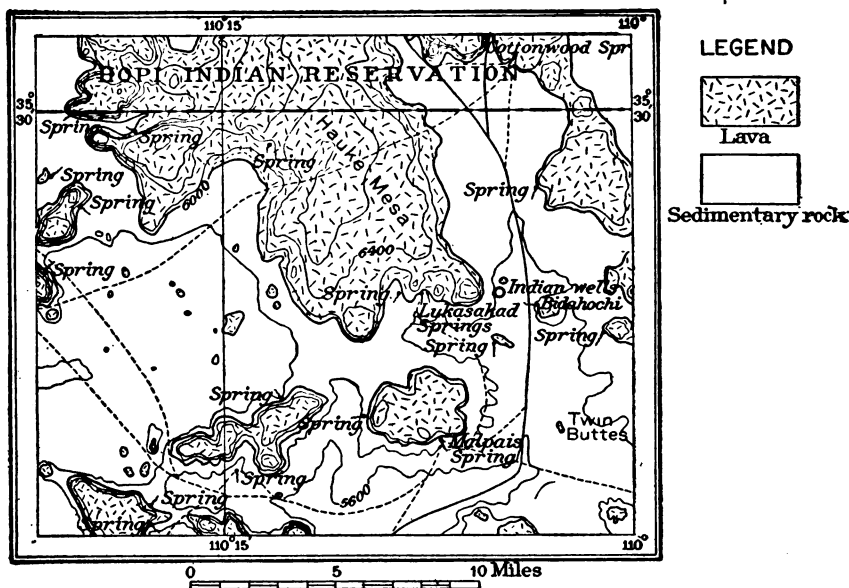 110° 15'
110°
Cottonwood Spr
LEGEND
HOPI INDIAN RESERVATION
35° 30'
35° 30'
Lava
Sedimentary rock
Spring
Spring
Spring
Hauke Mesa
Spring
Spring
Spring
6000
6400
Spring
Spring
Indian wells
Bidahochi
Lukasakad
Springs
Spring
Spring
Spring
Spring
Twin
Buttes
Malpais
Spring
Spring
5600
Spring
Spring
110° 15'
110°
0 5 10 Miles